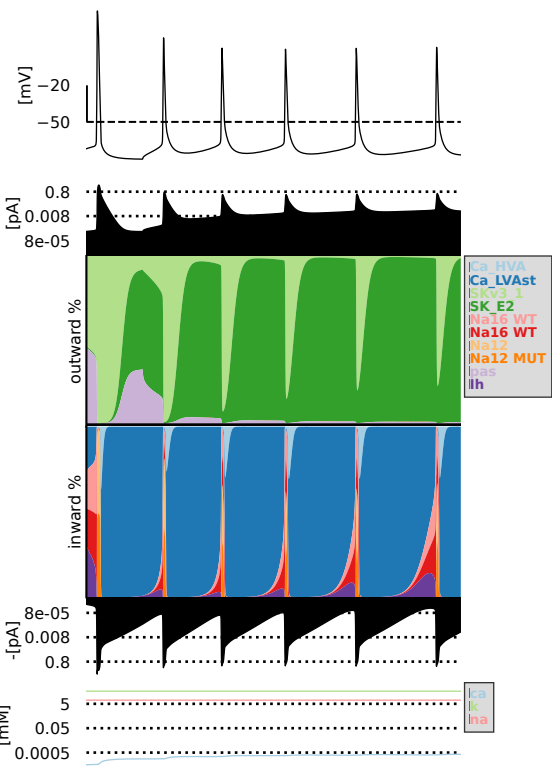 [mV]
−20
−50
[pA]
0.8
0.008
8e-05
outward %
Ca_HVA
Ca_LVAst
SKv3_1
SK_E2
Na16 WT
Na16 WT
Na12
Na12 MUT
pas
Ih
inward %
-[pA]
8e-05
0.008
0.8
[mM]
5
0.05
0.0005
ca
k
na